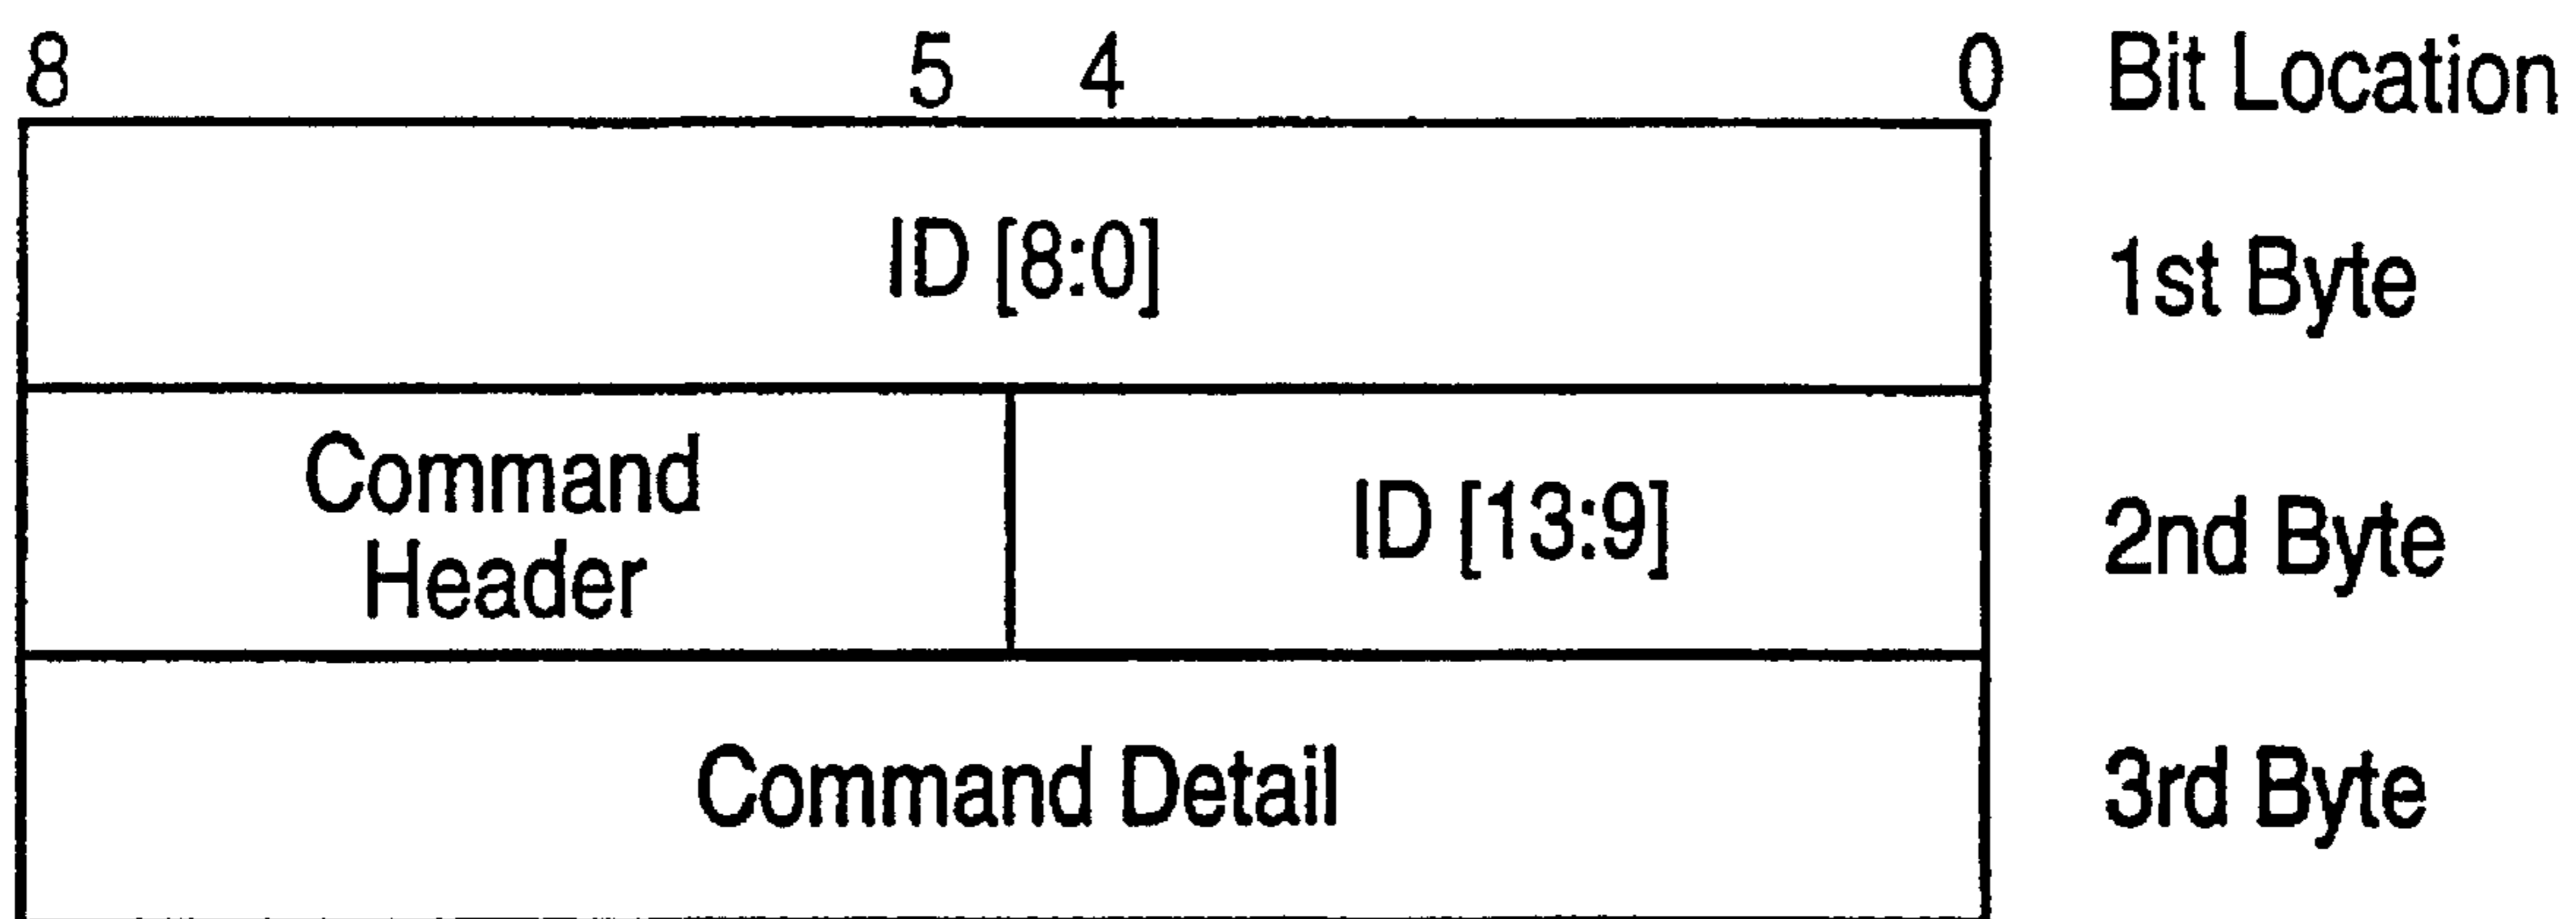 8 5 4 0 Bit Location
ID [8:0] 1st Byte
Command
Header
ID [13:9] 2nd Byte
Command Detail 3rd Byte